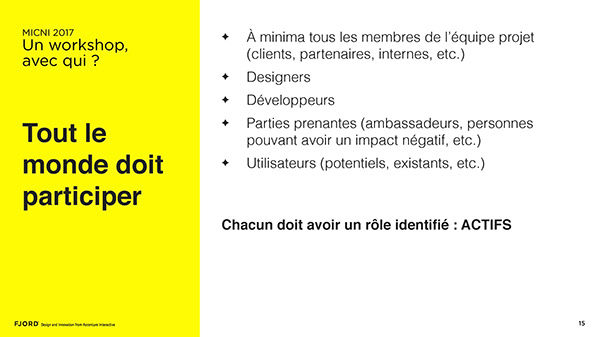 MICNI 2017
Un workshop,
avec qui ?
Tout le
monde doit
participer
✦ À minima tous les membres de l'équipe projet
(clients, partenaires, internes, etc.)
✦ Designers
✦ Développeurs
✦ Parties prenantes (ambassadeurs, personnes
pouvant avoir un impact négatif, etc.)
✦ Utilisateurs (potentiels, existants, etc.)
Chacun doit avoir un rôle identifié : ACTIFS
FJORD Design and Innovation from Accenture Interactive
15